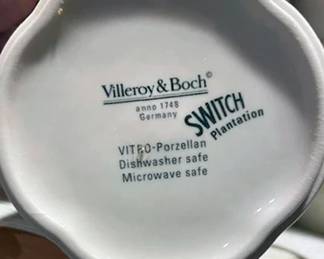 Villeroy & Boch©
anno 1748
Germany
SWITCH
Plantation
VITRO-Porzellan
Dishwasher safe
Microwave safe